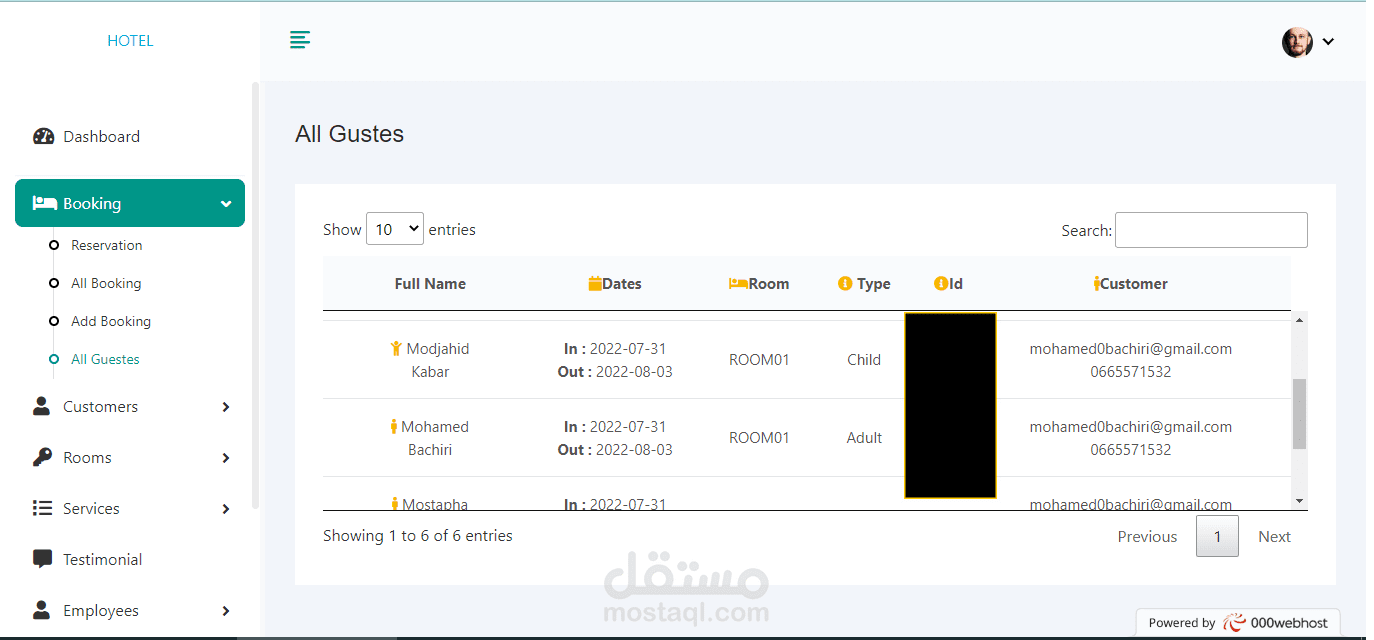 HOTEL
Dashboard
Booking
Reservation
All Booking
Add Booking
All Guestes
Customers
Rooms
Services
Testimonial
Employees
All Gustes
Show 10 entries
Search:
Full Name Dates Room Type Id Customer
Modjahid
Kabar
In : 2022-07-31
Out : 2022-08-03
ROOM01
Child
mohamed0bachiri@gmail.com
0665571532
Mohamed
Bachiri
In : 2022-07-31
Out : 2022-08-03
ROOM01
Adult
mohamed0bachiri@gmail.com
0665571532
Mostapha
In : 2022-07-31
mohamed0bachiri@gmail.com
Showing 1 to 6 of 6 entries
Previous 1 Next
مستقل
mostaql.com
Powered by 000webhost